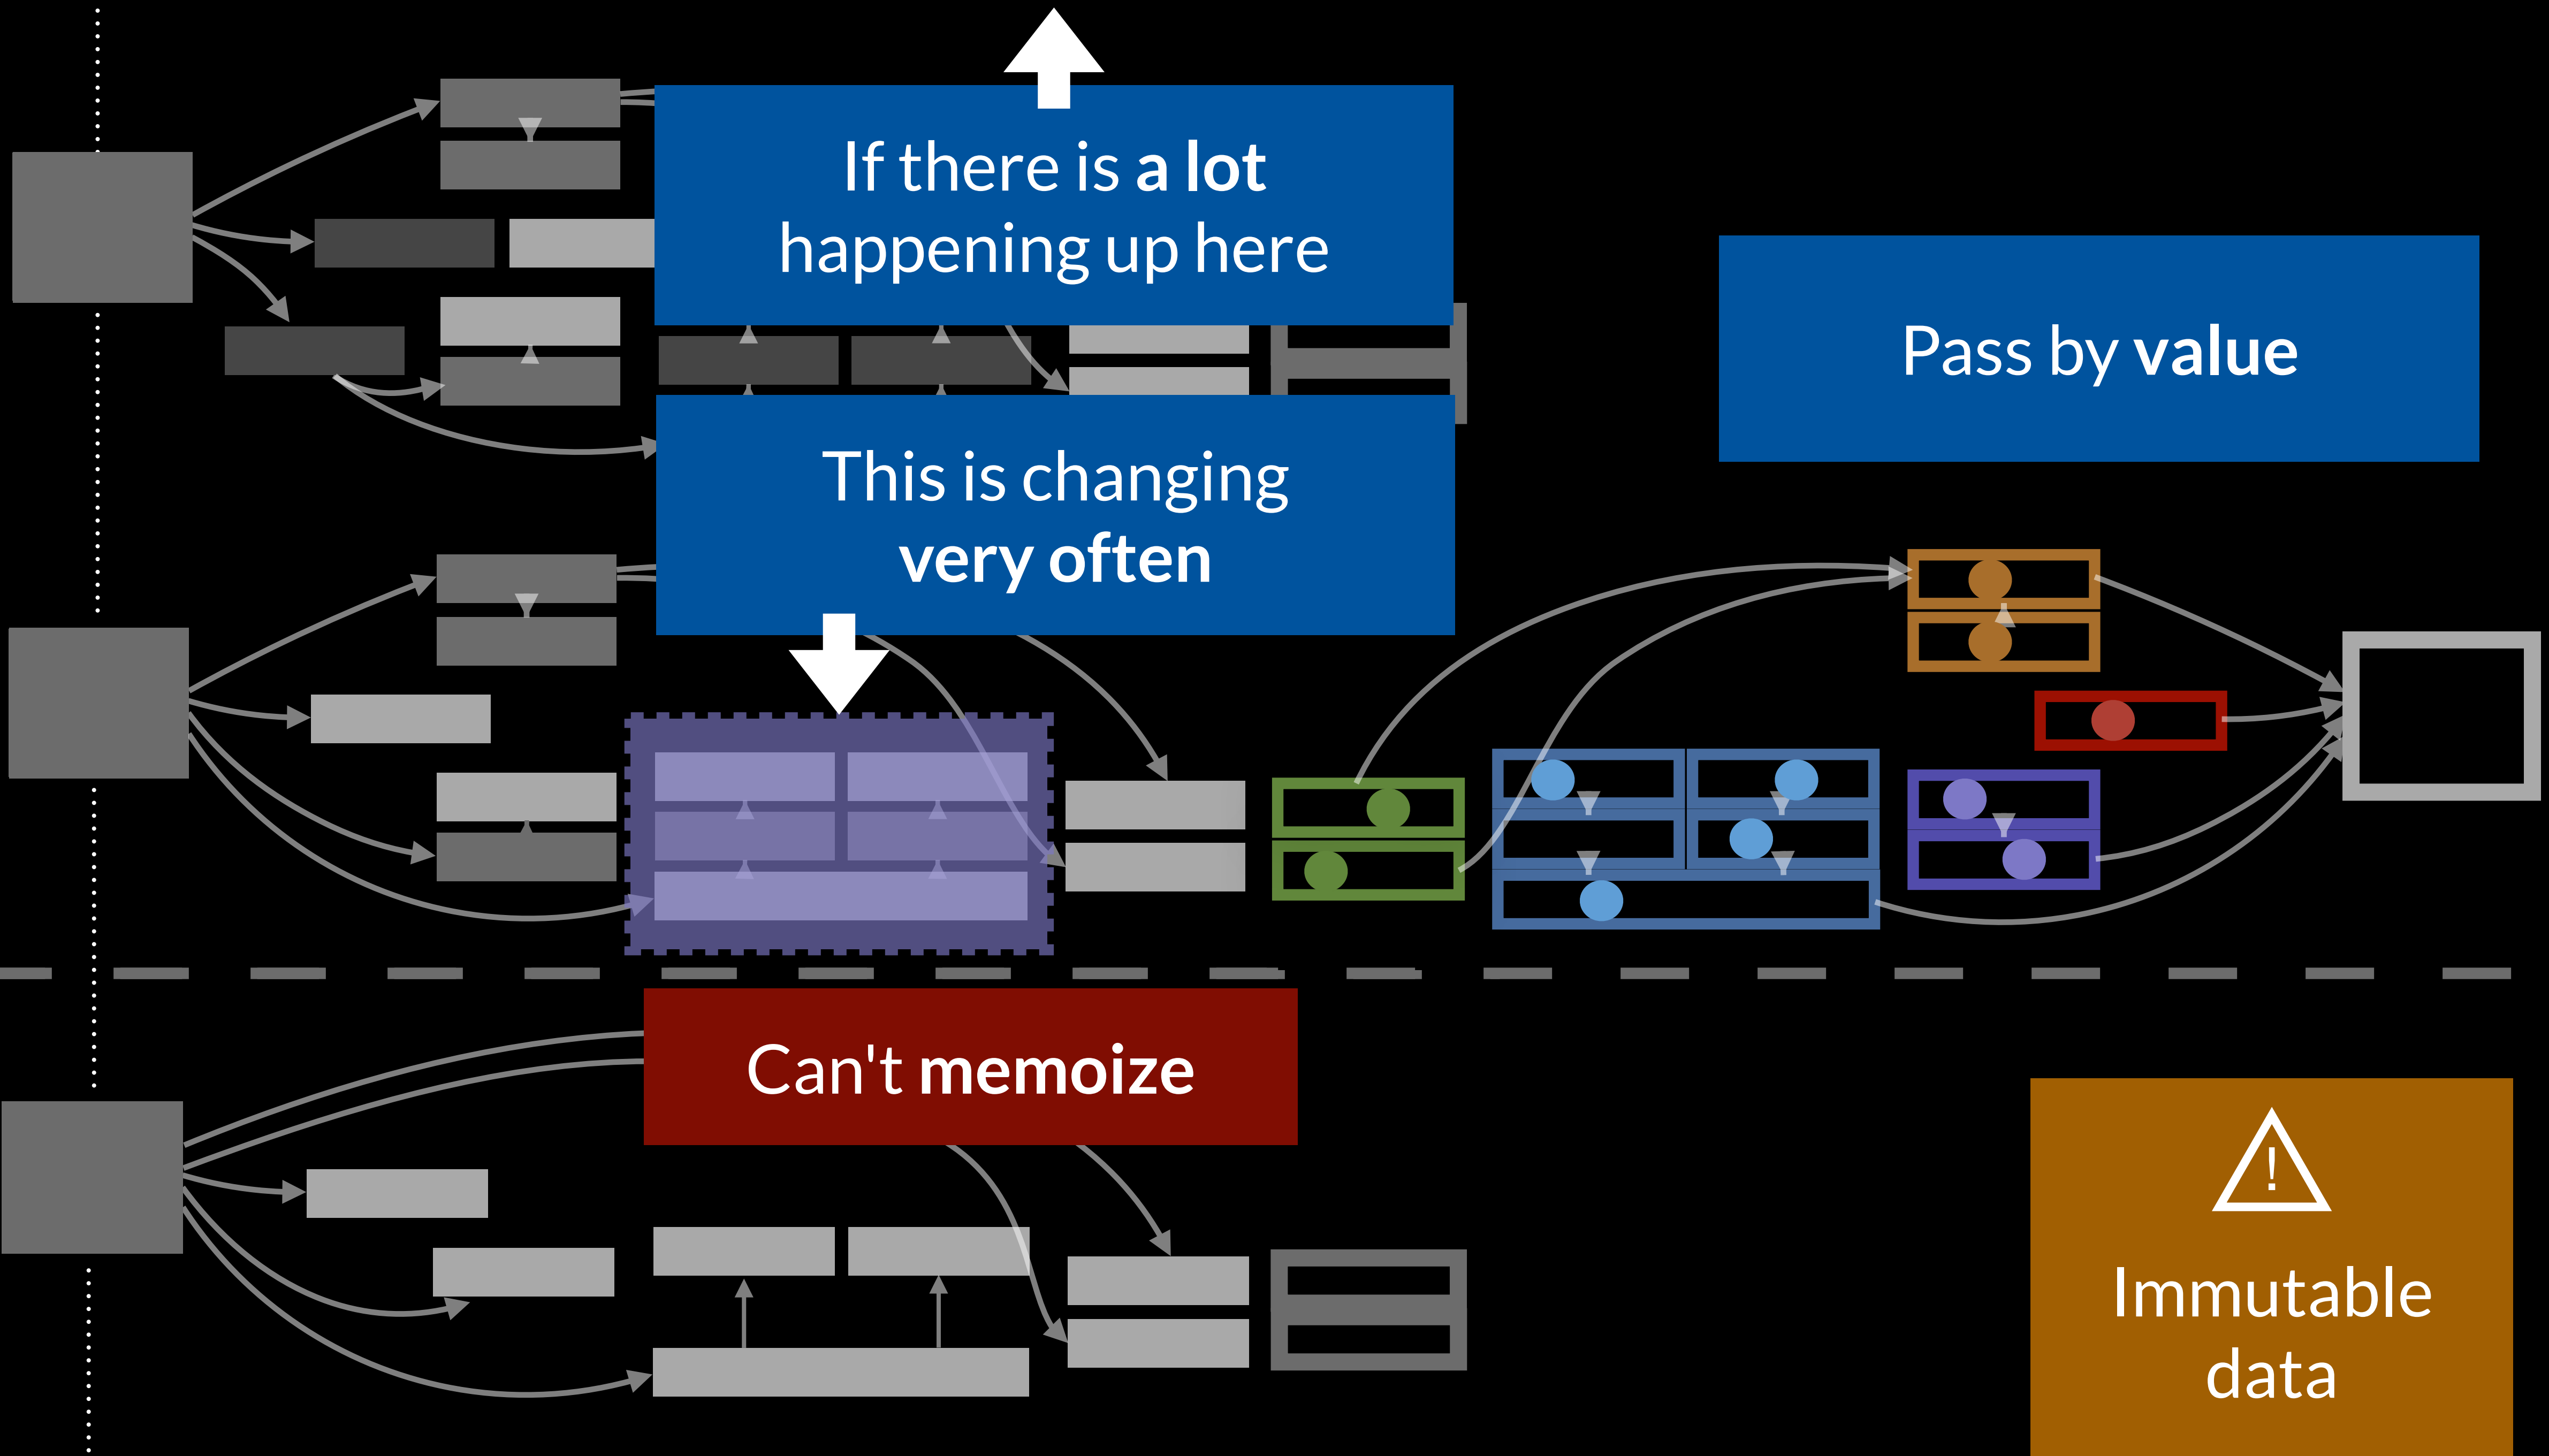 If there is a lot
happening up here
Pass by value
This is changing
very often
Can't memoize
!
Immutable
data